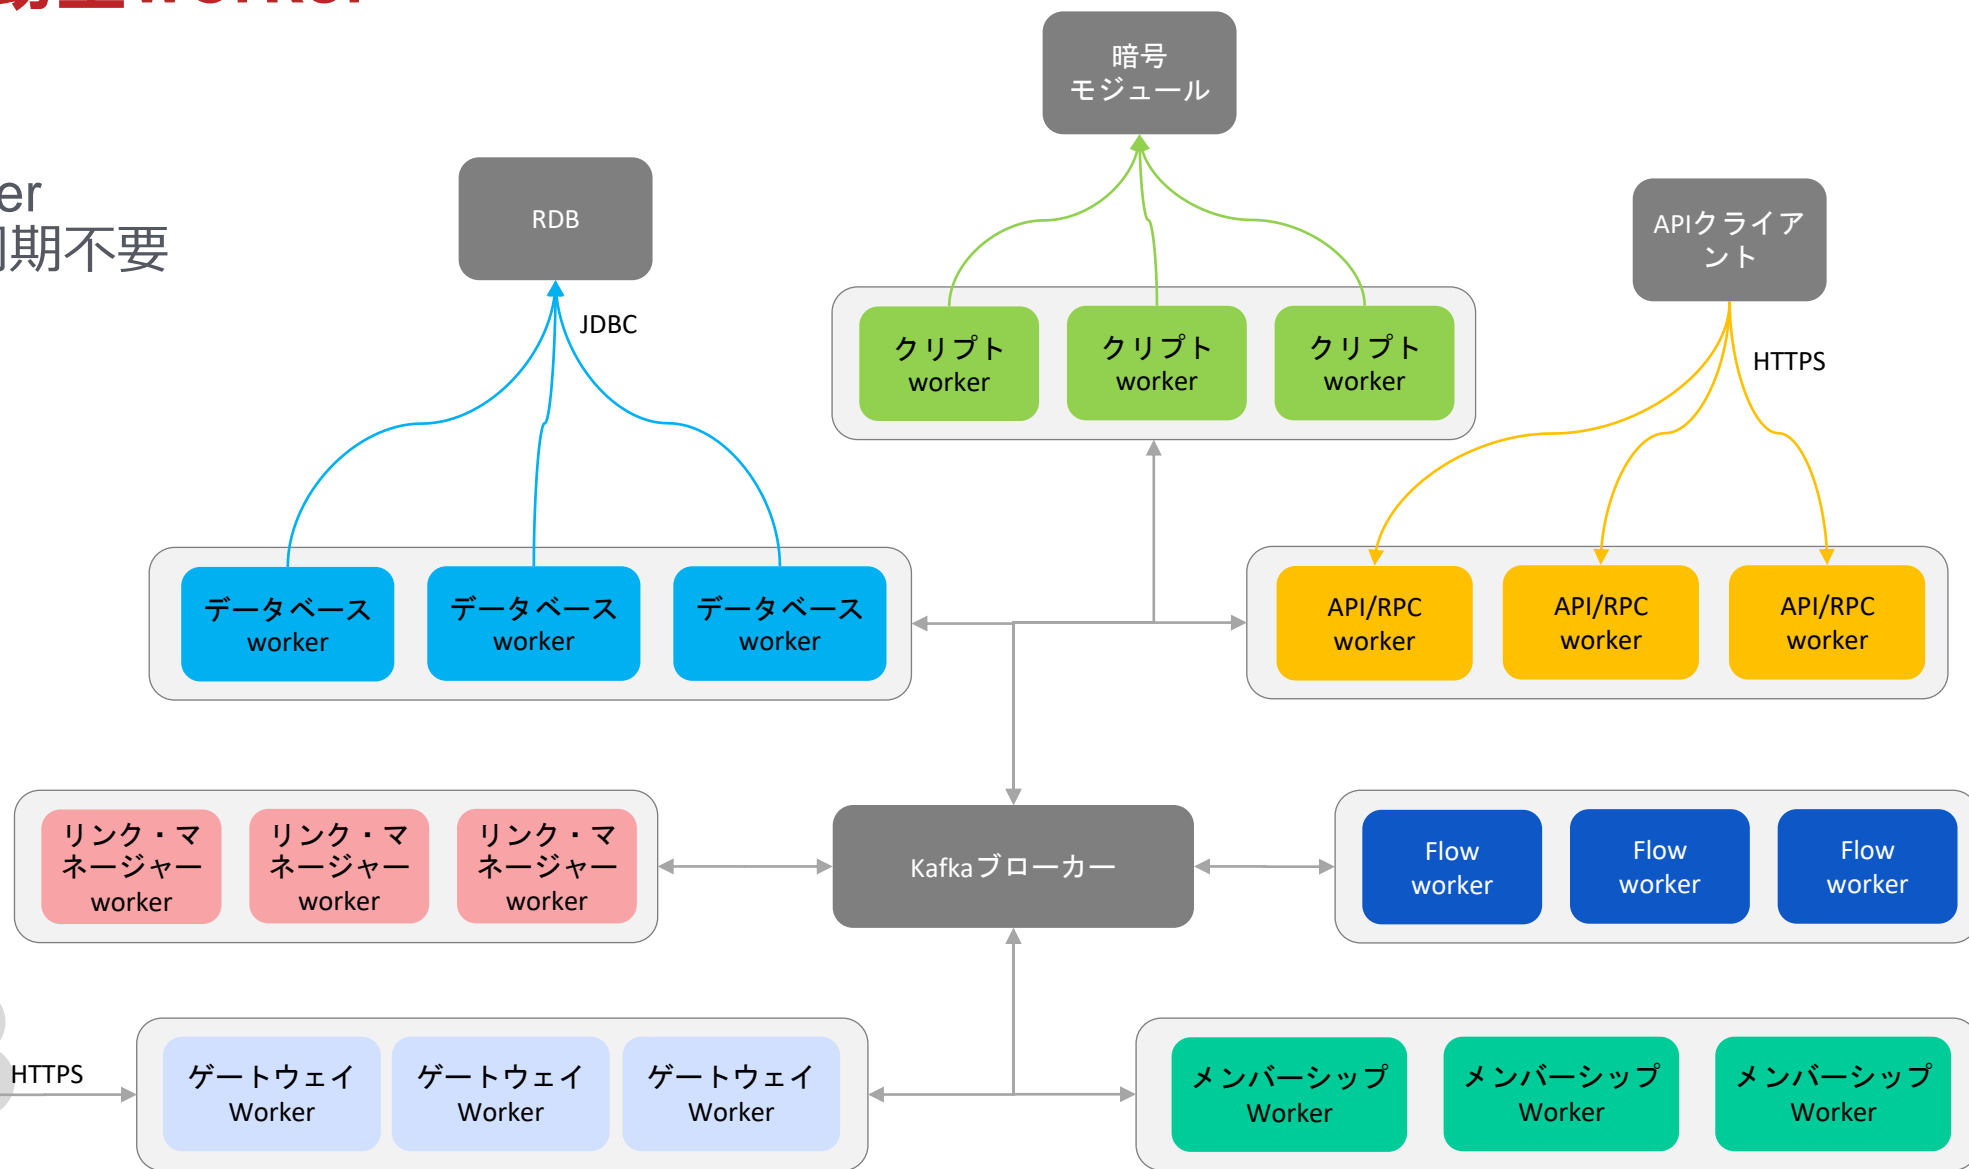 worker
暗号
モジュール
er
期不要
RDB
APIクライア
ント
JDBC
HTTPS
クリプト
worker
クリプト
worker
クリプト
worker
データベース
worker
データベース
worker
データベース
worker
API/RPC
worker
API/RPC
worker
API/RPC
worker
リンク・マ
ネージャー
worker
リンク・マ
ネージャー
worker
リンク・マ
ネージャー
worker
Kafkaブローカー
Flow
worker
Flow
worker
Flow
worker
HTTPS
ゲートウェイ
Worker
ゲートウェイ
Worker
ゲートウェイ
Worker
メンバーシップ
Worker
メンバーシップ
Worker
メンバーシップ
Worker